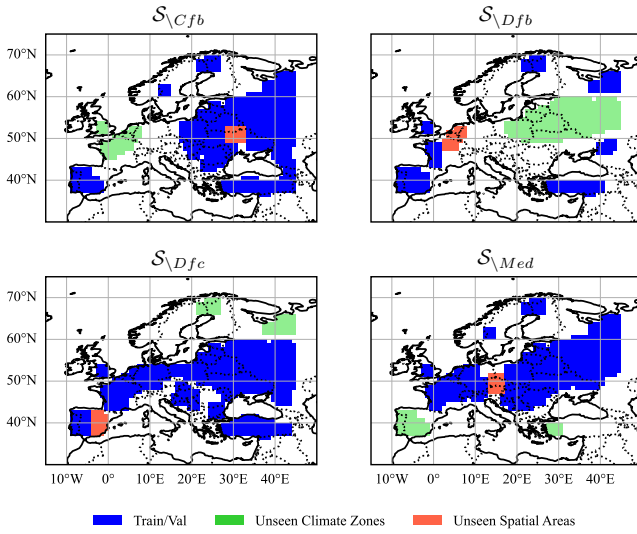 𝒮\Cfb 𝒮\Dfb
70°N
60°N
50°N
40°N
𝒮\Dfc 𝒮\Med
70°N
60°N
50°N
40°N
10°W 0° 10°E 20°E 30°E 40°E 10°W 0° 10°E 20°E 30°E 40°E
Train/Val Unseen Climate Zones Unseen Spatial Areas